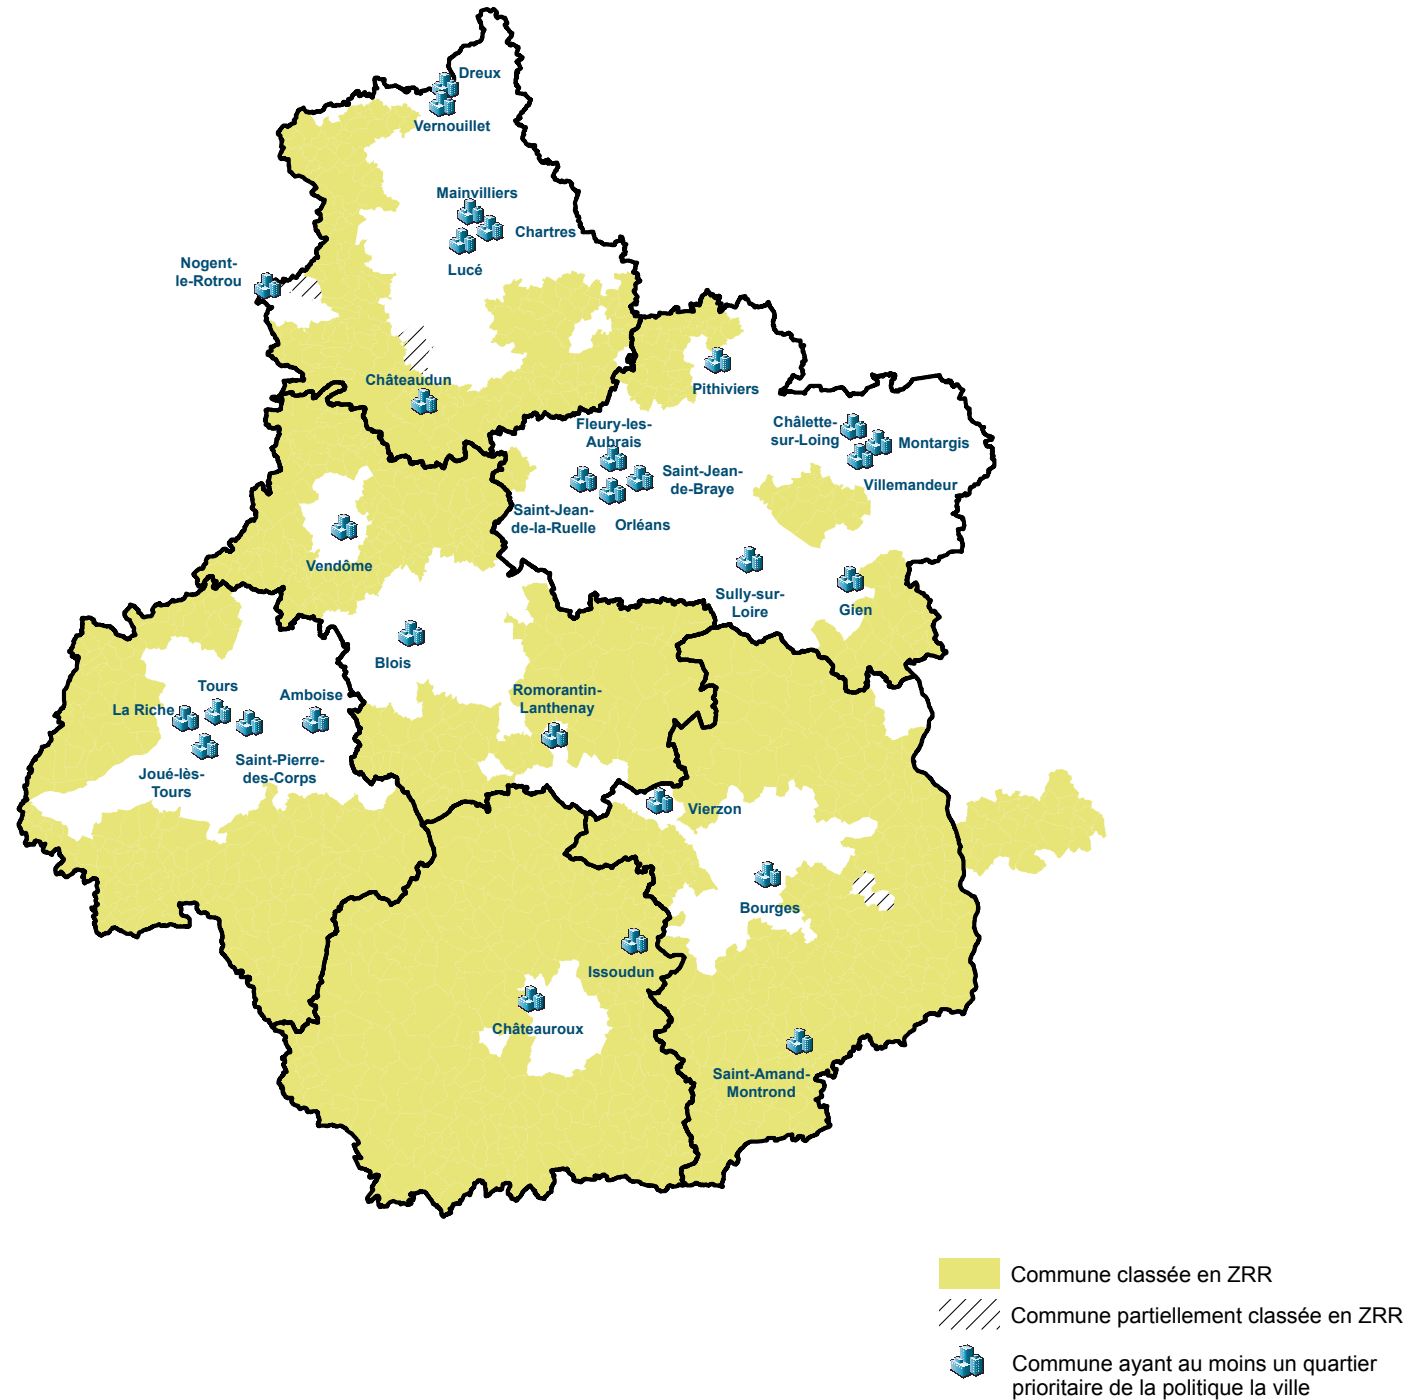 Dreux
Vernouillet
Mainvilliers
Chartres
Lucé
Nogent-
le-Rotrou
Châteaudun
Pithiviers
Fleury-les-
Aubrais
Châlette-
sur-Loing
Montargis
Villemandeur
Saint-Jean-
de-Braye
Saint-Jean-
de-la-Ruelle
Orléans
Vendôme
Sully-sur-
Loire
Gien
Blois
Romorantin-
Lanthenay
Tours
Amboise
La Riche
Saint-Pierre-
des-Corps
Joué-lès-
Tours
Vierzon
Bourges
Issoudun
Châteauroux
Saint-Amand-
Montrond
Commune classée en ZRR
Commune partiellement classée en ZRR
Commune ayant au moins un quartier
prioritaire de la politique la ville